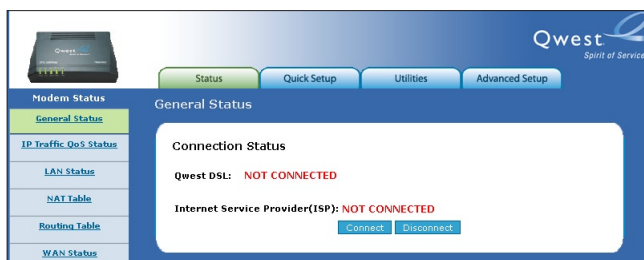 Qwest
Spirit of Service
Qwest
Status
Quick Setup
Utilities
Advanced Setup
Modem Status
General Status
General Status
IP Traffic QoS Status
LAN Status
NAT Table
Routing Table
WAN Status
Connection Status
Qwest DSL: NOT CONNECTED
Internet Service Provider(ISP): NOT CONNECTED
Connect Disconnect